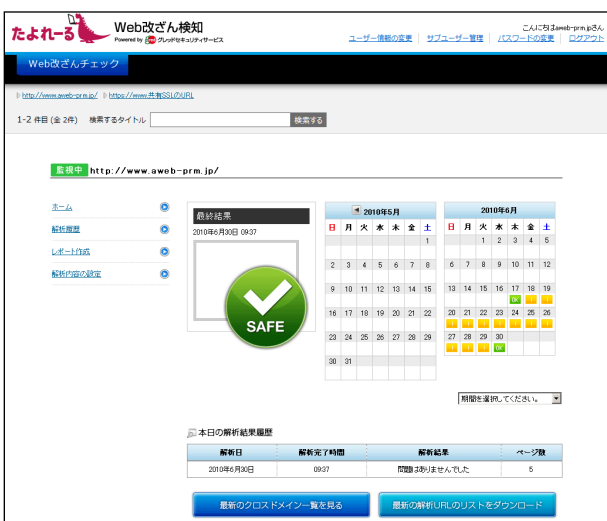 たよれーる Web改ざん検知
Powered by グレッドセキュリティサービス
こんにちはaweb-prm.jpさん
ユーザー情報の変更 サブユーザー管理 パスワードの変更 ログアウト
Web改ざんチェック
http://www.aweb-prm.jp/ https://www.共有SSLのURL
1-2 件目 (全 2件) 検索するタイトル 検索する
監視中 http://www.aweb-prm.jp/
ホーム
解析履歴
レポート作成
解析内容の設定
最終結果
2010年6月30日 09:37
SAFE
2010年5月
日 月 火 水 木 金 土
1
2 3 4 5 6 7 8
9 10 11 12 13 14 15
16 17 18 19 20 21 22
23 24 25 26 27 28 29
30 31
2010年6月
日 月 火 水 木 金 土
1 2 3 4 5
6 7 8 9 10 11 12
13 14 15 16 17 18 19
OK ! !
20 21 22 23 24 25 26
! ! ! ! ! ! !
27 28 29 30
! ! ! OK
期間を選択してください。
本日の解析結果履歴
解析日 解析完了時間 解析結果 ページ数
2010年6月30日 09:37 問題はありませんでした 5
最新のクロスドメイン一覧を見る 最新の解析URLのリストをダウンロード